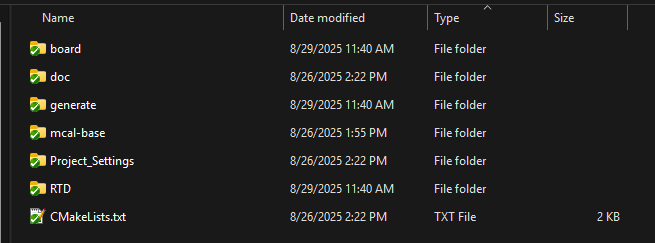 Name Date modified Type Size
board 8/29/2025 11:40 AM File folder
doc 8/26/2025 2:22 PM File folder
generate 8/29/2025 11:40 AM File folder
mcal-base 8/26/2025 1:55 PM File folder
Project_Settings 8/26/2025 2:22 PM File folder
RTD 8/29/2025 11:40 AM File folder
CMakeLists.txt 8/26/2025 2:22 PM TXT File 2 KB